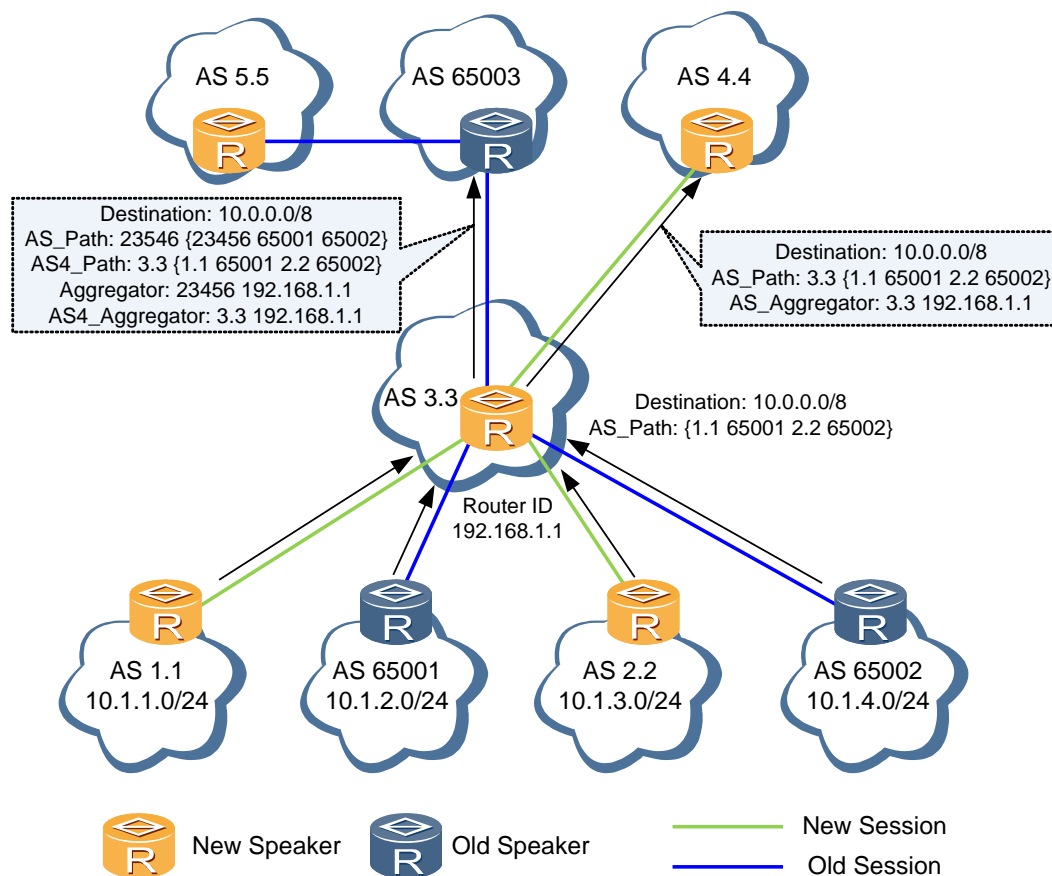 AS 5.5
AS 65003
AS 4.4
R
R
R
Destination: 10.0.0.0/8
AS_Path: 23546 {23456 65001 65002}
AS4_Path: 3.3 {1.1 65001 2.2 65002}
Aggregator: 23456 192.168.1.1
AS4_Aggregator: 3.3 192.168.1.1
Destination: 10.0.0.0/8
AS_Path: 3.3 {1.1 65001 2.2 65002}
AS_Aggregator: 3.3 192.168.1.1
AS 3.3
R
Destination: 10.0.0.0/8
AS_Path: {1.1 65001 2.2 65002}
Router ID
192.168.1.1
R
R
R
R
AS 1.1
10.1.1.0/24
AS 65001
10.1.2.0/24
AS 2.2
10.1.3.0/24
AS 65002
10.1.4.0/24
R
New Speaker
R
Old Speaker
New Session
Old Session